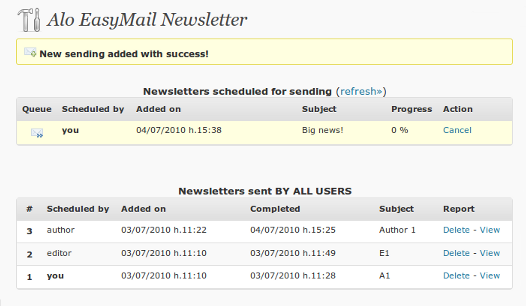 Alo EasyMail Newsletter
New sending added with success!
Newsletters scheduled for sending (refresh»)
Queue Scheduled by Added on Subject Progress Action
you 04/07/2010 h.15:38 Big news! 0 % Cancel
Newsletters sent BY ALL USERS
# Scheduled by Added on Completed Subject Report
3 author 03/07/2010 h.11:22 04/07/2010 h.15:25 Author 1 Delete - View
2 editor 03/07/2010 h.11:10 03/07/2010 h.11:49 E1 Delete - View
1 you 03/07/2010 h.11:10 03/07/2010 h.11:28 A1 Delete - View